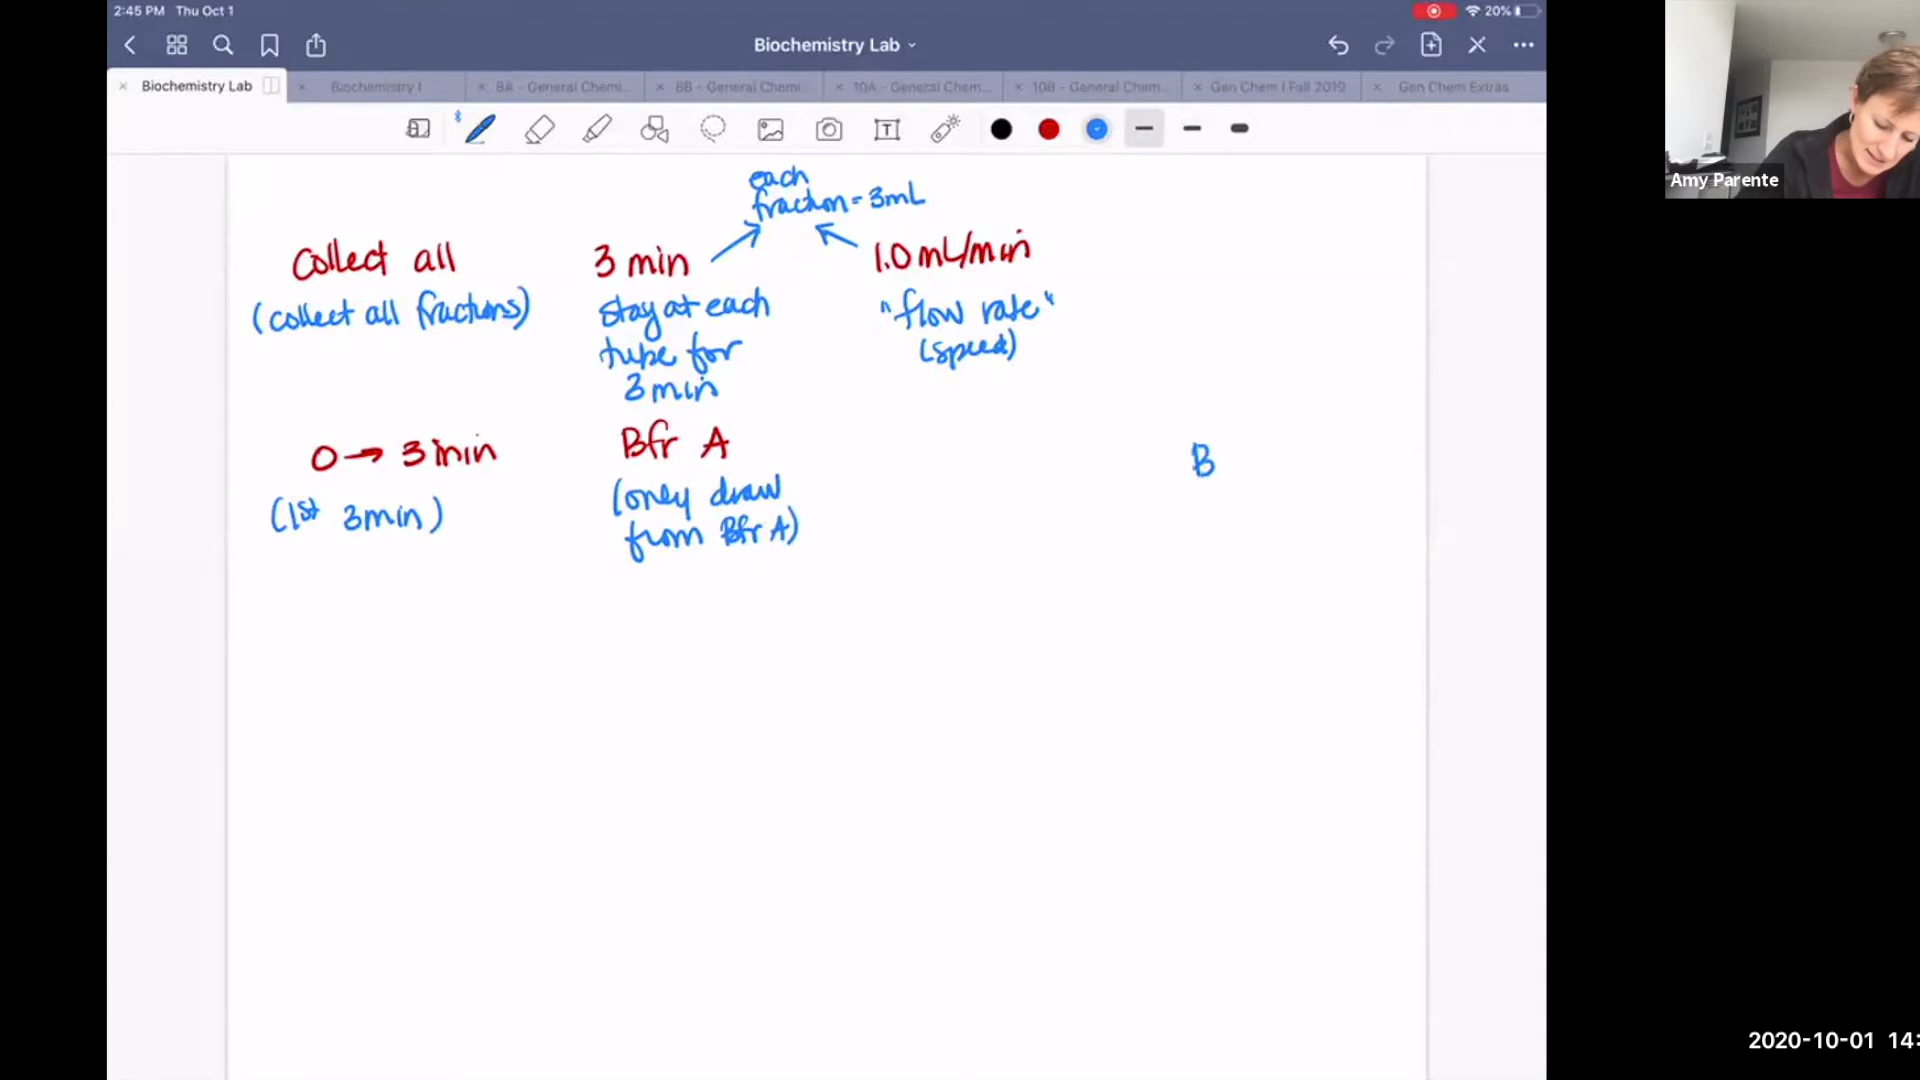 2:45 PM Thu Oct 1
20%
Biochemistry Lab
Biochemistry Lab
Biochemistry I
8A - General Chemi...
8B - General Chemi...
10A - General Chem...
10B - General Chem...
Gen Chem I Fall 2019
Gen Chem Extras
T
Amy Parente
each
fraction = 3mL
Collect all
3 min
1.0 mL/min
(collect all fractions)
stay at each
tube for
3 min
"flow rate"
(speed)
0 → 3 min
Bfr A
B
(1st 3 min)
(only draw
from Bfr A)
2020-10-01 14: